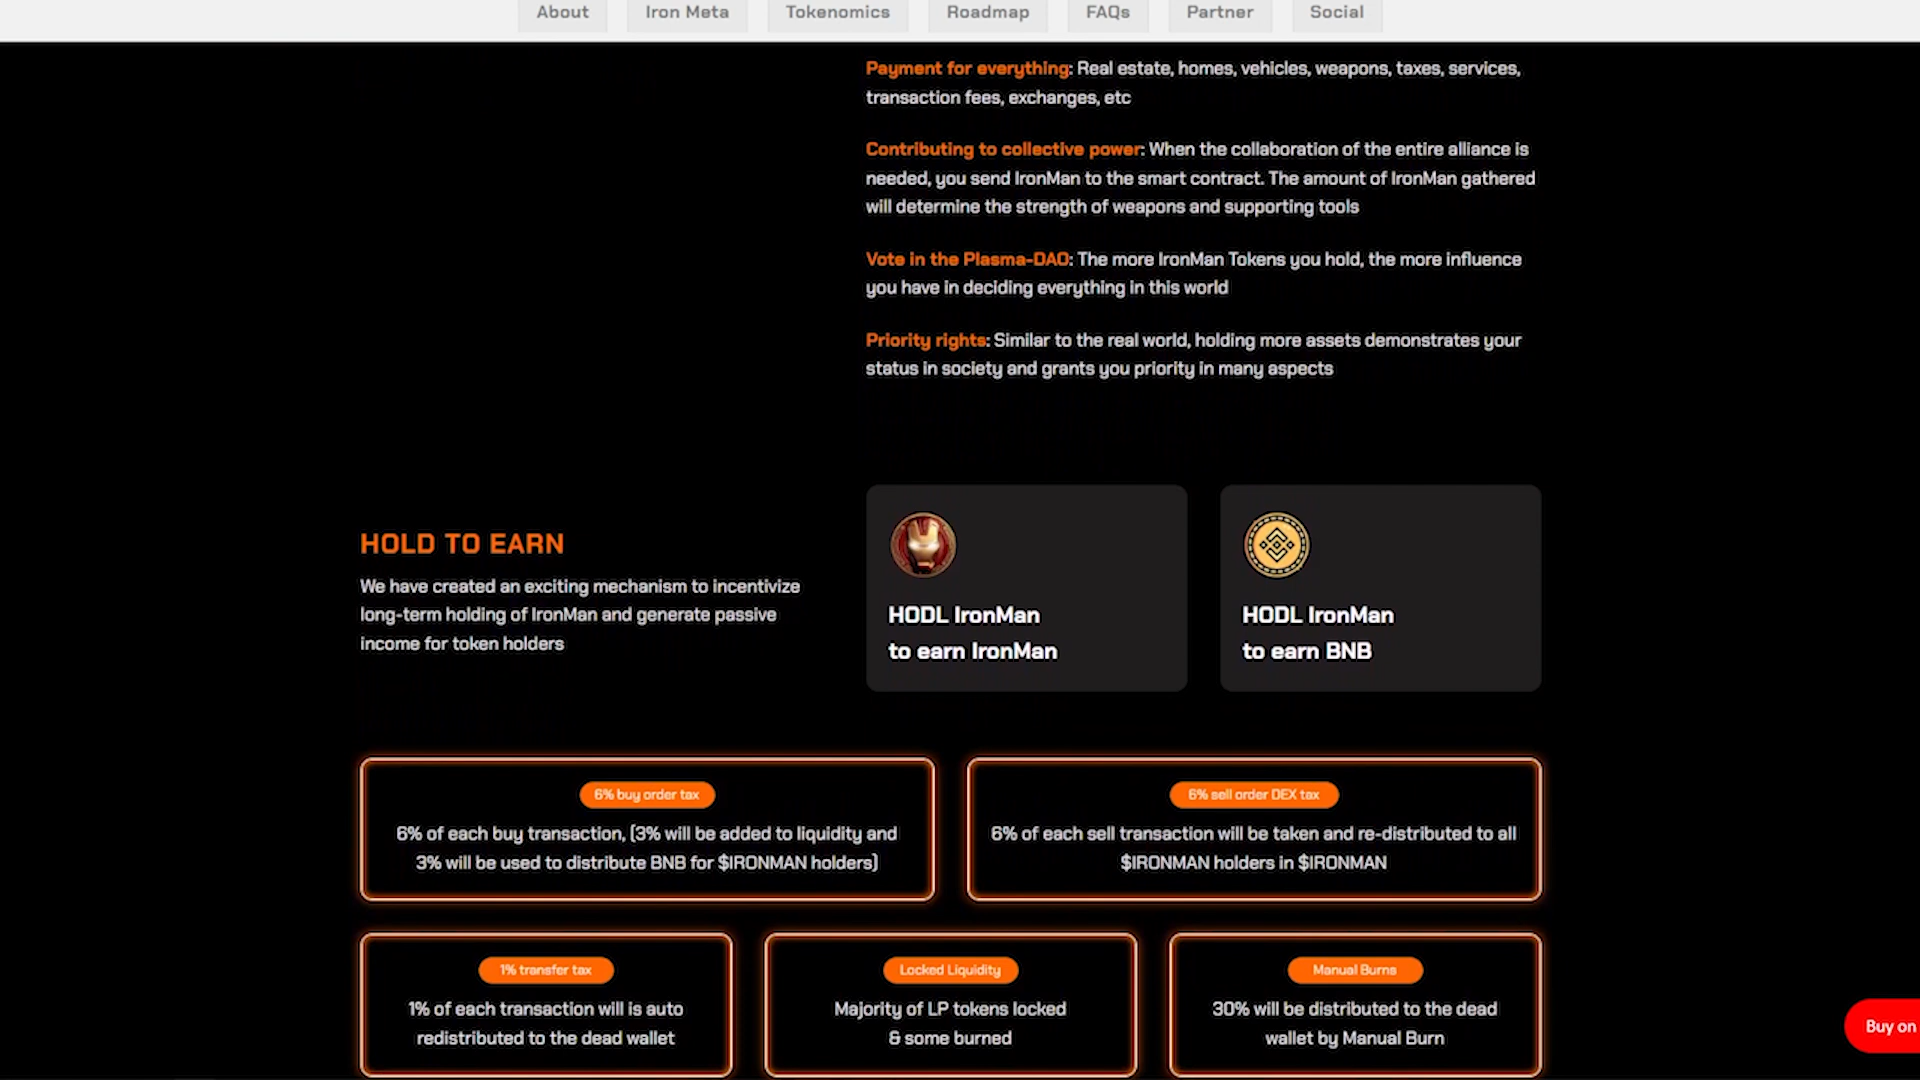 About
Iron Meta
Tokenomics
Roadmap
FAQs
Partner
Social
Payment for everything: Real estate, homes, vehicles, weapons, taxes, services,
transaction fees, exchanges, etc
Contributing to collective power: When the collaboration of the entire alliance is
needed, you send IronMan to the smart contract. The amount of IronMan gathered
will determine the strength of weapons and supporting tools
Vote in the Plasma-DAO: The more IronMan Tokens you hold, the more influence
you have in deciding everything in this world
Priority rights: Similar to the real world, holding more assets demonstrates your
status in society and grants you priority in many aspects
HOLD TO EARN
We have created an exciting mechanism to incentivize
long-term holding of IronMan and generate passive
income for token holders
HODL IronMan
to earn IronMan
HODL IronMan
to earn BNB
6% buy order tax
6% of each buy transaction, (3% will be added to liquidity and
3% will be used to distribute BNB for $IRONMAN holders)
6% sell order DEX tax
6% of each sell transaction will be taken and re-distributed to all
$IRONMAN holders in $IRONMAN
1% transfer tax
1% of each transaction will is auto
redistributed to the dead wallet
Locked Liquidity
Majority of LP tokens locked
& some burned
Manual Burns
30% will be distributed to the dead
wallet by Manual Burn
Buy on